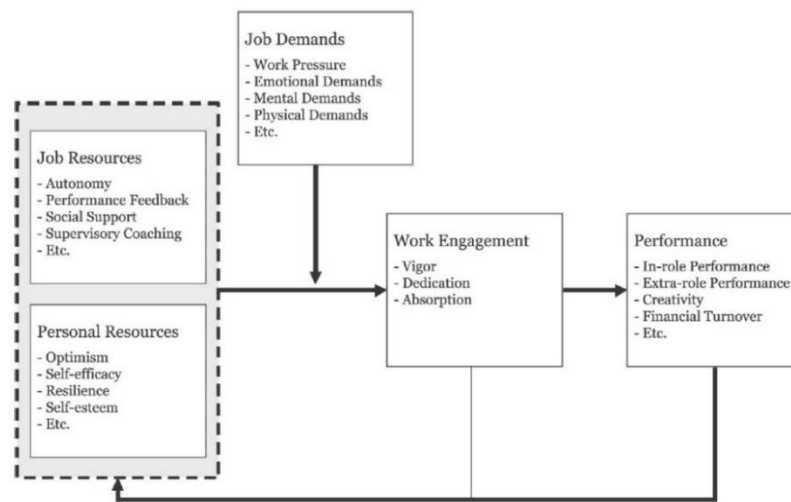 Job Demands
- Work Pressure
- Emotional Demands
- Mental Demands
- Physical Demands
- Etc.
Job Resources
- Autonomy
- Performance Feedback
- Social Support
- Supervisory Coaching
- Etc.
Personal Resources
- Optimism
- Self-efficacy
- Resilience
- Self-esteem
- Etc.
Work Engagement
- Vigor
- Dedication
- Absorption
Performance
- In-role Performance
- Extra-role Performance
- Creativity
- Financial Turnover
- Etc.